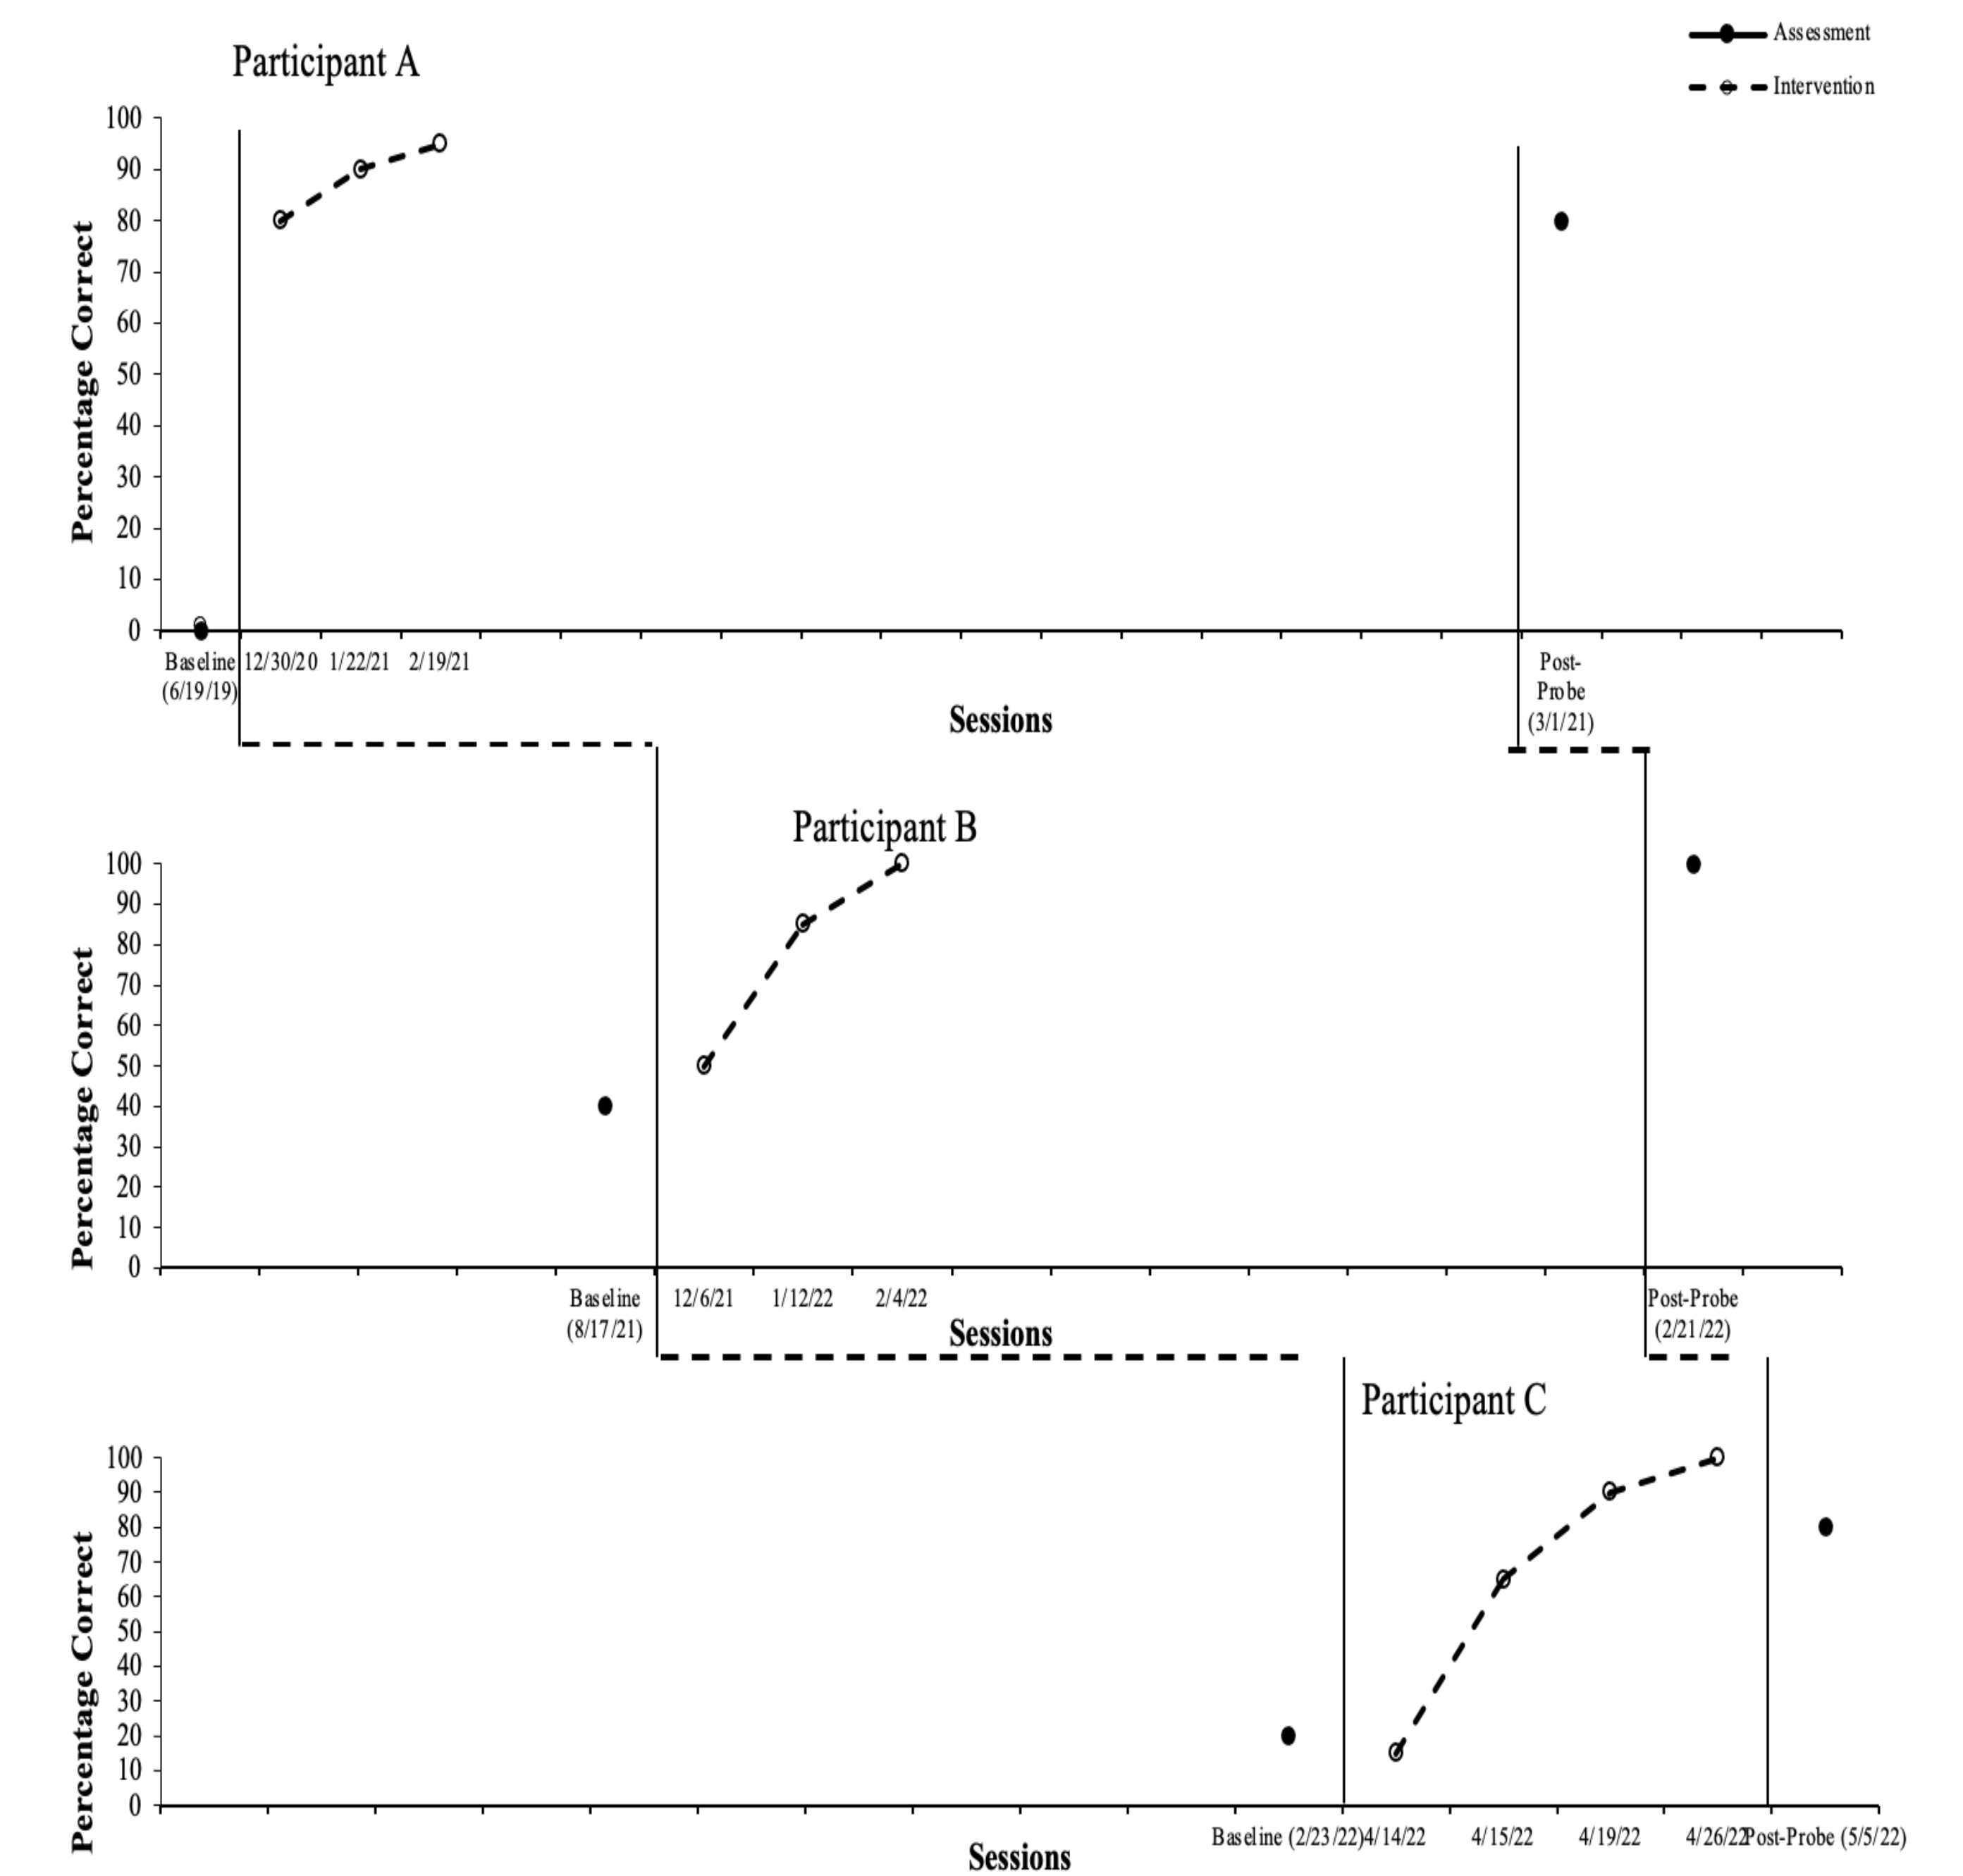 Assessment
Intervention
Participant A
Percentage Correct
100
90
80
70
60
50
40
30
20
10
0
Baseline 12/30/20 1/22/21 2/19/21
(6/19/19)
Post-
Probe
(3/1/21)
Sessions
Participant B
Percentage Correct
100
90
80
70
60
50
40
30
20
10
0
Baseline
(8/17/21)
12/6/21 1/12/22 2/4/22
Post-Probe
(2/21/22)
Sessions
Participant C
Percentage Correct
100
90
80
70
60
50
40
30
20
10
0
Baseline (2/23/22) 4/14/22 4/15/22 4/19/22 4/26/22 Post-Probe (5/5/22)
Sessions